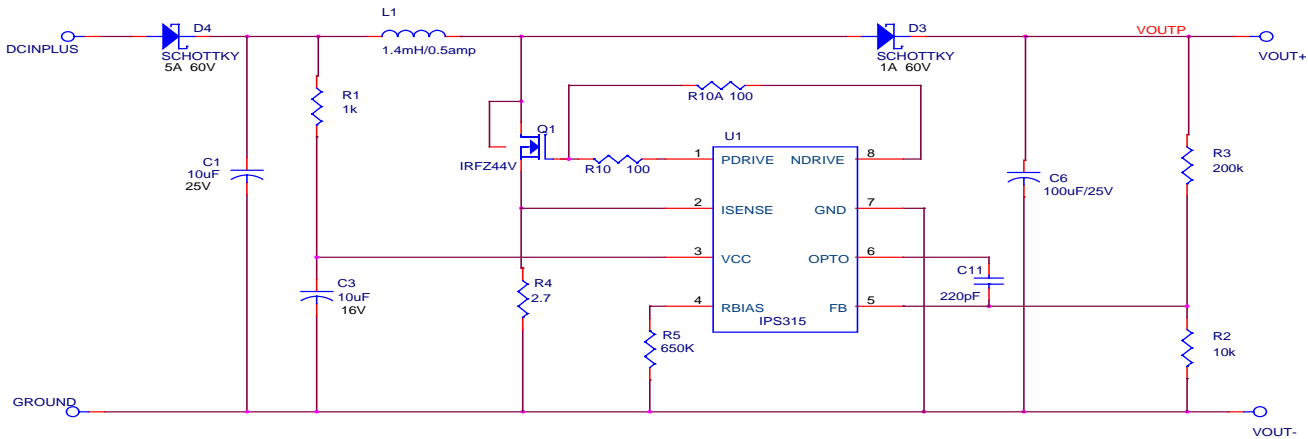 L1
D4
D3
VOUTP
DCINPLUS
SCHOTTKY
5A 60V
1.4mH/0.5amp
SCHOTTKY
1A 60V
VOUT+
R1
1k
R10A 100
Q1
U1
IRFZ44V
R10 100
1
PDRIVE
NDRIVE
8
C1
10uF
25V
R3
200k
C6
100uF/25V
2
ISENSE
GND
7
3
VCC
OPTO
6
C3
10uF
16V
R4
2.7
C11
220pF
4
RBIAS
FB
5
IPS315
R5
650K
R2
10k
GROUND
VOUT-